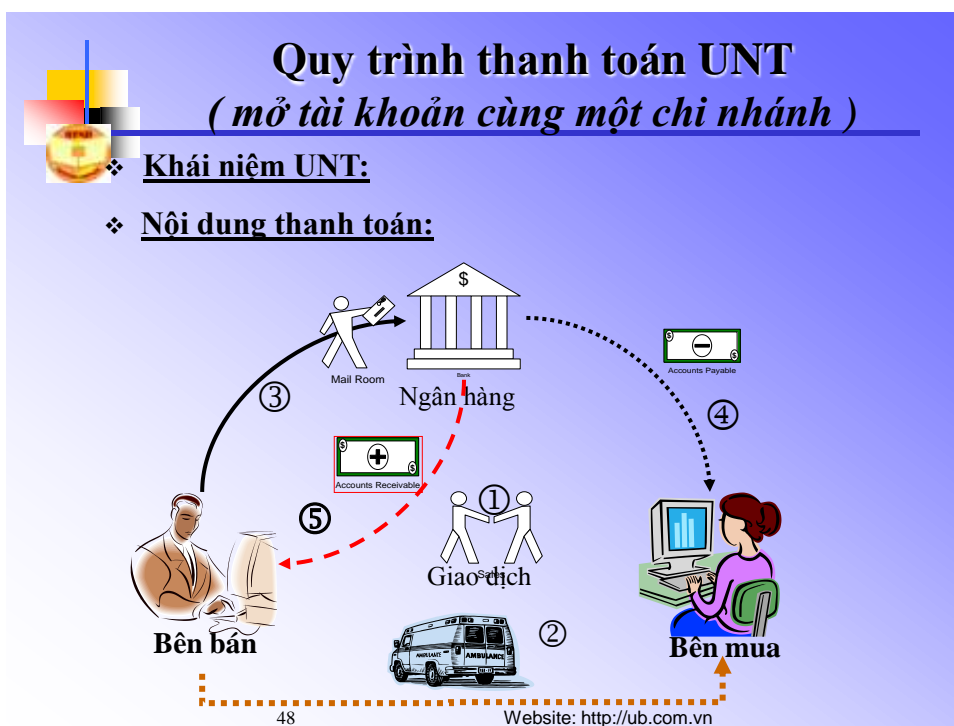 Quy trình thanh toán UNT
( mở tài khoản cùng một chi nhánh )
❖ Khái niệm UNT:
❖ Nội dung thanh toán:
$
Mail Room
Bank
Ngân hàng
③
$ $
Accounts Payable
④
$ $
Accounts Receivable
⑤
①
Sales
Giao dịch
Bên bán
AMBULANCE AMBULANCE
②
Bên mua
48
Website: http://ub.com.vn